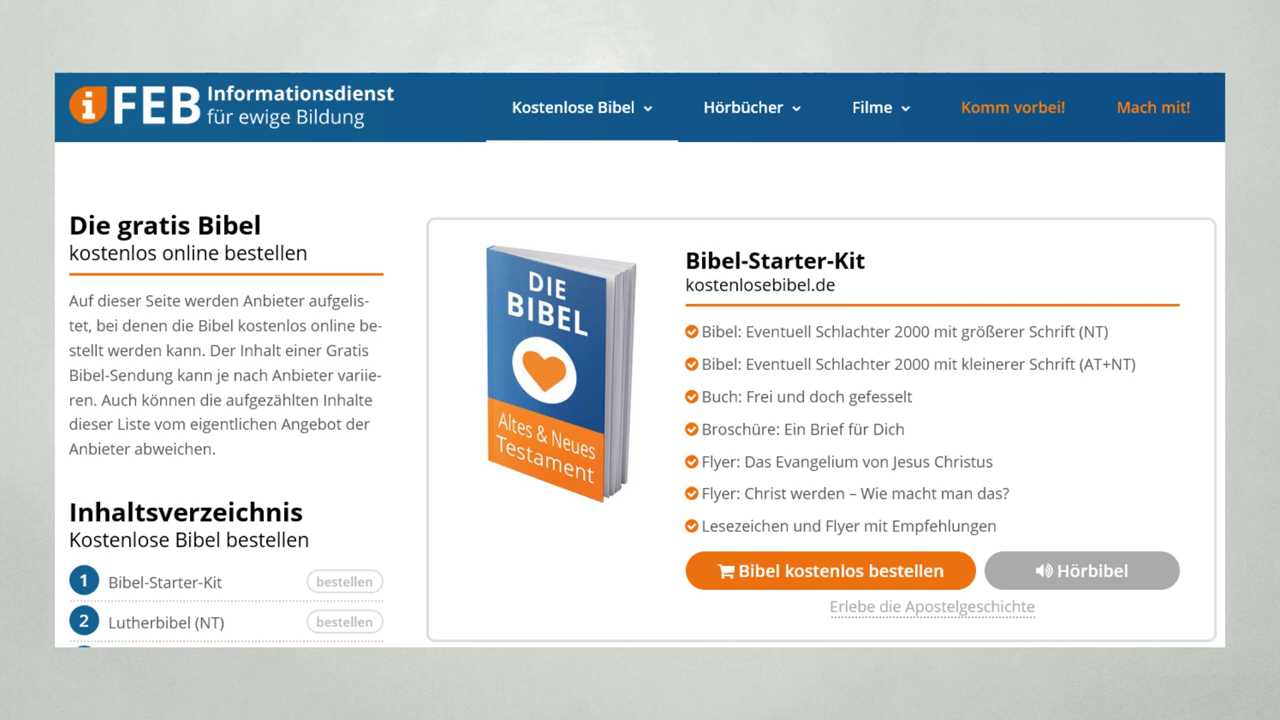 i FEB Informationsdienst
für ewige Bildung
Kostenlose Bibel
Hörbücher
Filme
Komm vorbei!
Mach mit!
Die gratis Bibel
kostenlos online bestellen
Auf dieser Seite werden Anbieter aufgelis-
tet, bei denen die Bibel kostenlos online be-
stellt werden kann. Der Inhalt einer Gratis
Bibel-Sendung kann je nach Anbieter variie-
ren. Auch können die aufgezählten Inhalte
dieser Liste vom eigentlichen Angebot der
Anbieter abweichen.
Inhaltsverzeichnis
Kostenlose Bibel bestellen
1 Bibel-Starter-Kit bestellen
2 Lutherbibel (NT) bestellen
DIE
BIBEL
Altes & Neues
Testament
Bibel-Starter-Kit
kostenlosebibel.de
Bibel: Eventuell Schlachter 2000 mit größerer Schrift (NT)
Bibel: Eventuell Schlachter 2000 mit kleinerer Schrift (AT+NT)
Buch: Frei und doch gefesselt
Broschüre: Ein Brief für Dich
Flyer: Das Evangelium von Jesus Christus
Flyer: Christ werden – Wie macht man das?
Lesezeichen und Flyer mit Empfehlungen
Bibel kostenlos bestellen
Hörbibel
Erlebe die Apostelgeschichte